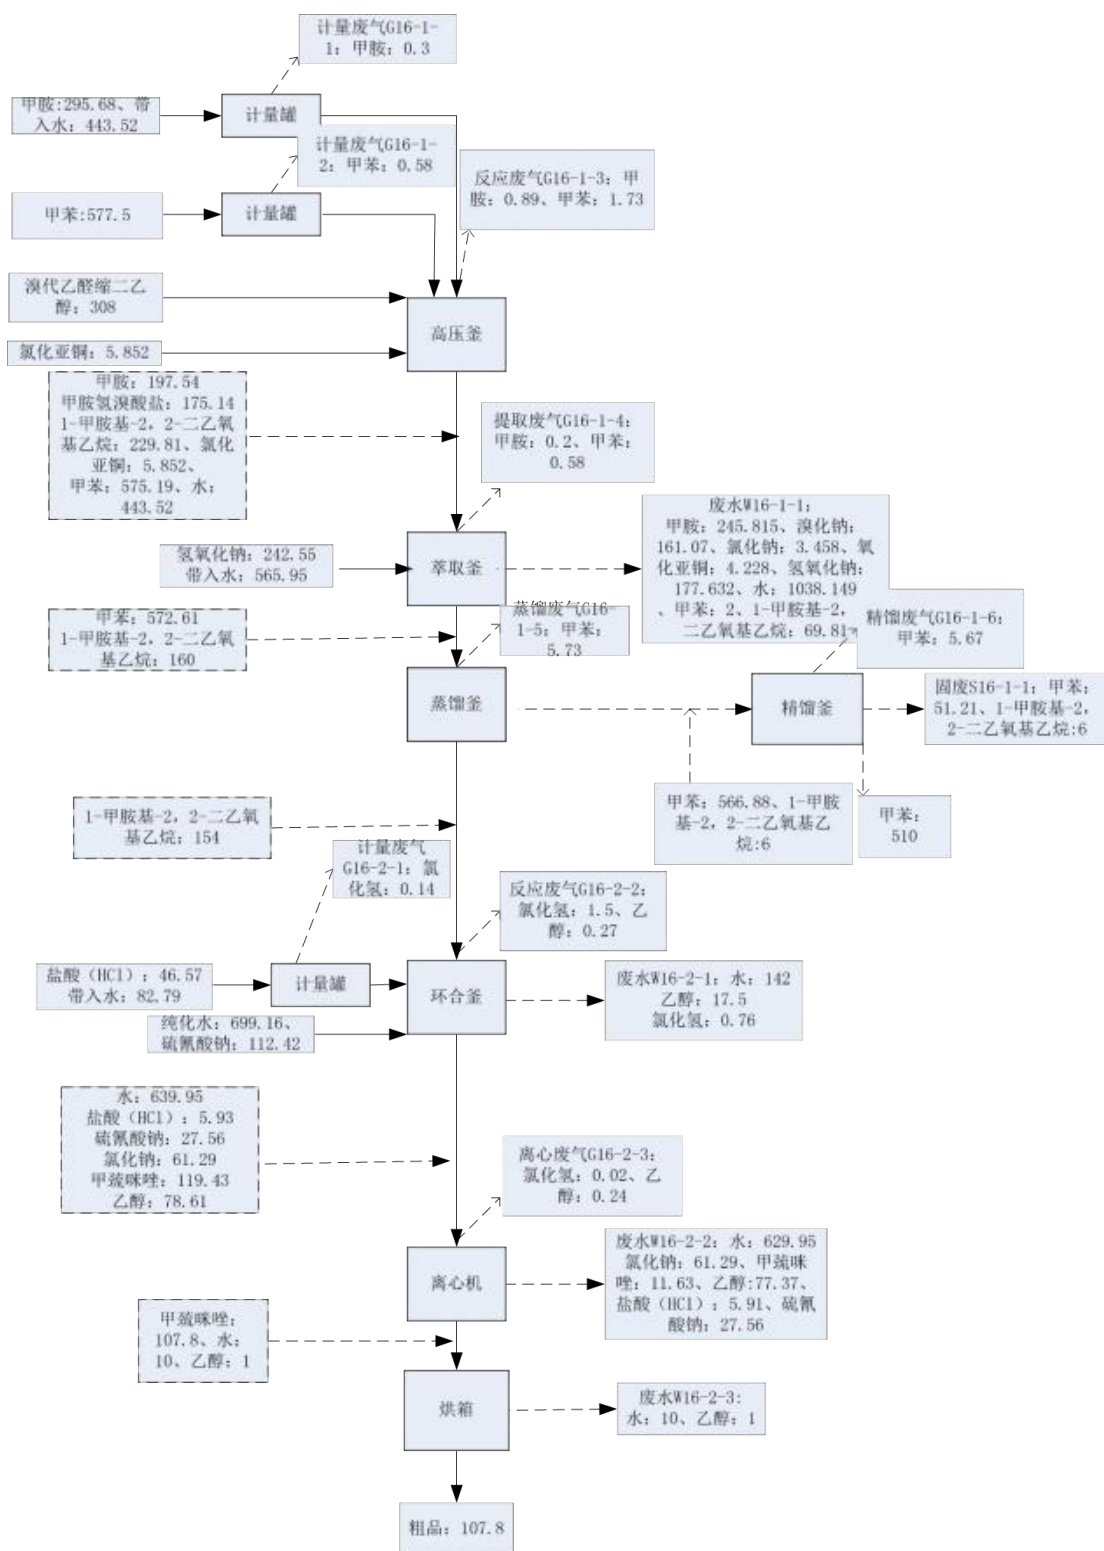 计量废气G16-1-
1；甲胺：0.3
甲胺:295.68、带
入水：443.52
计量罐
计量废气G16-1-
2；甲苯：0.58
反应废气G16-1-3；甲
胺：0.89、甲苯：1.73
甲苯:577.5
计量罐
溴代乙醛缩二乙
醇：308
高压釜
氯化亚铜：5.852
甲胺：197.54
甲胺氢溴酸盐：175.14
1-甲胺基-2，2-二乙氧
基乙烷：229.81、氯化
亚铜：5.852、
甲苯：575.19、水：
443.52
提取废气G16-1-4；
甲胺：0.2、甲苯：
0.58
废水W16-1-1；
甲胺：245.815、溴化钠：
161.07、氯化钠：3.458、氧
化亚铜：4.228、氢氧化钠：
177.632、水：1038.149
、甲苯：2、1-甲胺基-2，
二乙氧基乙烷：69.81
氢氧化钠：242.55
带入水：565.95
萃取釜
甲苯：572.61
1-甲胺基-2，2-二乙氧
基乙烷：160
蒸馏废气G16-
1-5；甲苯：
5.73
精馏废气G16-1-6；
甲苯：5.67
蒸馏釜
精馏釜
固废S16-1-1；甲苯：
51.21、1-甲胺基-2，
2-二乙氧基乙烷:6
甲苯：566.88、1-甲胺
基-2，2-二乙氧基乙
烷:6
甲苯：
510
1-甲胺基-2，2-二乙氧
基乙烷：154
计量废气
G16-2-1；氯
化氢：0.14
反应废气G16-2-2；
氯化氢：1.5、乙
醇：0.27
盐酸（HCl）：46.57
带入水：82.79
计量罐
环合釜
废水W16-2-1；水：142
乙醇：17.5
氯化氢：0.76
纯化水：699.16、
硫氰酸钠：112.42
水：639.95
盐酸（HCl）：5.93
硫氰酸钠：27.56
氯化钠：61.29
甲巯咪唑：119.43
乙醇：78.61
离心废气G16-2-3；
氯化氢：0.02、乙
醇：0.24
离心机
废水W16-2-2；水：629.95
氯化钠：61.29、甲巯咪
唑：11.63、乙醇:77.37、
盐酸（HCl）：5.91、硫氰
酸钠：27.56
甲巯咪唑：
107.8、水：
10、乙醇：1
烘箱
废水W16-2-3:
水：10、乙醇：1
粗品：107.8